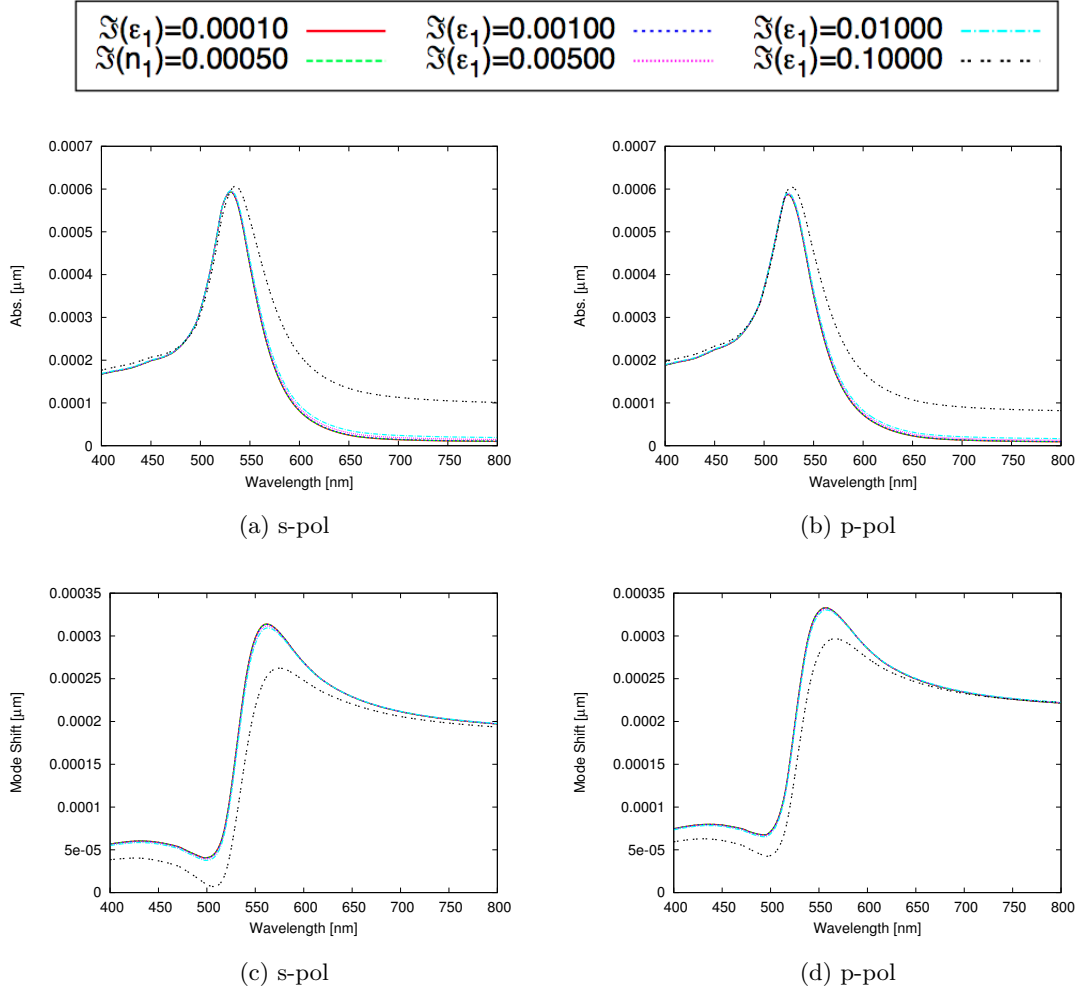 ℑ(ε₁)=0.00010 ℑ(ε₁)=0.00100 ℑ(ε₁)=0.01000
ℑ(n₁)=0.00050 ℑ(ε₁)=0.00500 ℑ(ε₁)=0.10000
0.0007
0.0006
0.0005
0.0004
0.0003
0.0002
0.0001
0
Abs. [µm]
400 450 500 550 600 650 700 750 800
Wavelength [nm]
(a) s-pol
0.0007
0.0006
0.0005
0.0004
0.0003
0.0002
0.0001
0
Abs. [µm]
400 450 500 550 600 650 700 750 800
Wavelength [nm]
(b) p-pol
0.00035
0.0003
0.00025
0.0002
0.00015
0.0001
5e-05
0
Mode Shift [µm]
400 450 500 550 600 650 700 750 800
Wavelength [nm]
(c) s-pol
0.00035
0.0003
0.00025
0.0002
0.00015
0.0001
5e-05
0
Mode Shift [µm]
400 450 500 550 600 650 700 750 800
Wavelength [nm]
(d) p-pol